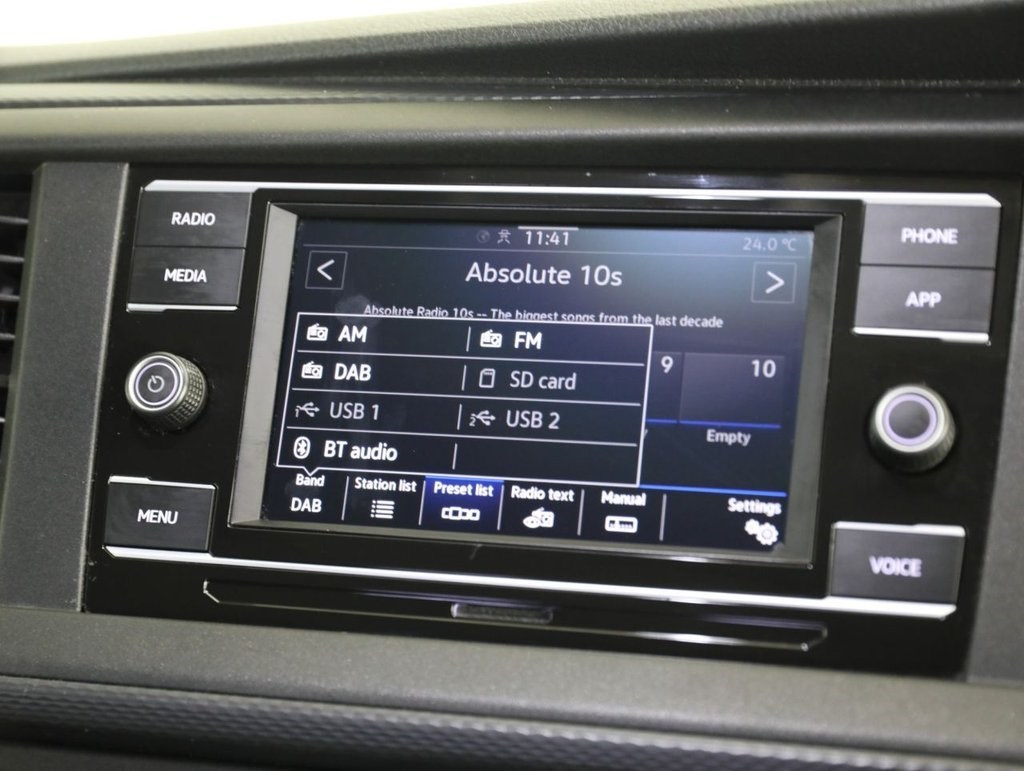 RADIO
MEDIA
MENU
PHONE
APP
VOICE
11:41
24.0 °C
<
Absolute 10s
>
Absolute Radio 10s -- The biggest songs from the last decade
AM
FM
DAB
SD card
1 USB 1
2 USB 2
BT audio
9
10
Empty
Band
DAB
Station list
Preset list
Radio text
Manual
Settings